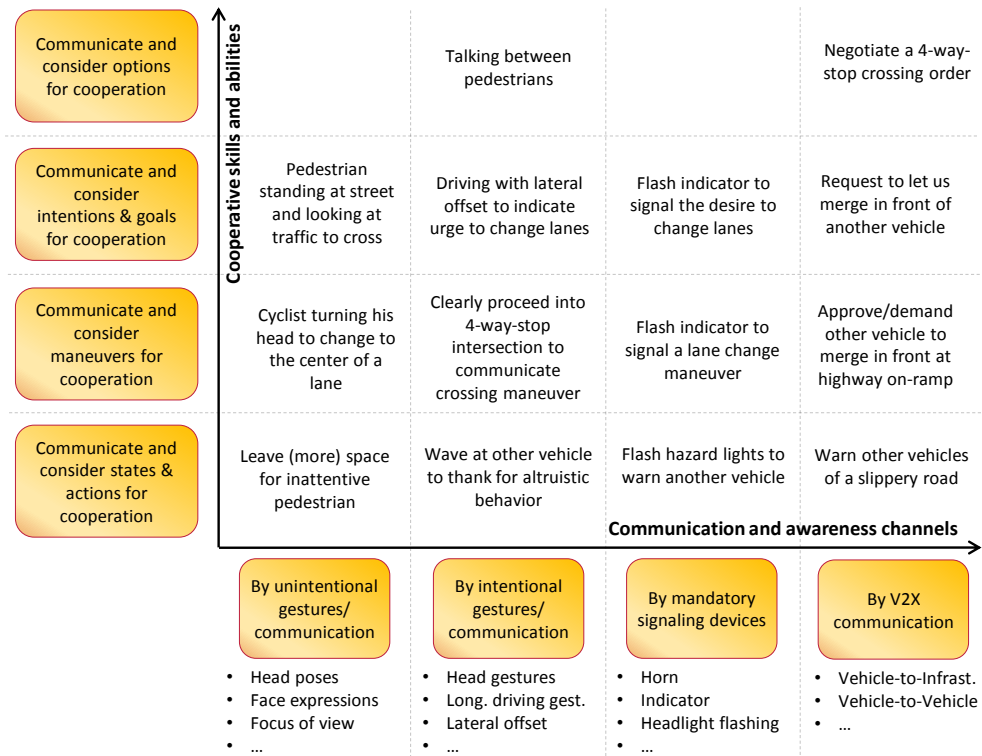 Communicate and
consider options
for cooperation
Cooperative skills and abilities
Talking between
pedestrians
Negotiate a 4-way-
stop crossing order
Communicate and
consider
intentions & goals
for cooperation
Pedestrian
standing at street
and looking at
traffic to cross
Driving with lateral
offset to indicate
urge to change lanes
Flash indicator to
signal the desire to
change lanes
Request to let us
merge in front of
another vehicle
Communicate and
consider
maneuvers for
cooperation
Cyclist turning his
head to change to
the center of a
lane
Clearly proceed into
4-way-stop
intersection to
communicate
crossing maneuver
Flash indicator to
signal a lane change
maneuver
Approve/demand
other vehicle to
merge in front at
highway on-ramp
Communicate and
consider states &
actions for
cooperation
Leave (more) space
for inattentive
pedestrian
Wave at other vehicle
to thank for altruistic
behavior
Flash hazard lights to
warn another vehicle
Warn other vehicles
of a slippery road
Communication and awareness channels
By unintentional
gestures/
communication
By intentional
gestures/
communication
By mandatory
signaling devices
By V2X
communication
• Head poses
• Face expressions
• Focus of view
• ...
• Head gestures
• Long. driving gest.
• Lateral offset
• ...
• Horn
• Indicator
• Headlight flashing
• ...
• Vehicle-to-Infrast.
• Vehicle-to-Vehicle
• ...